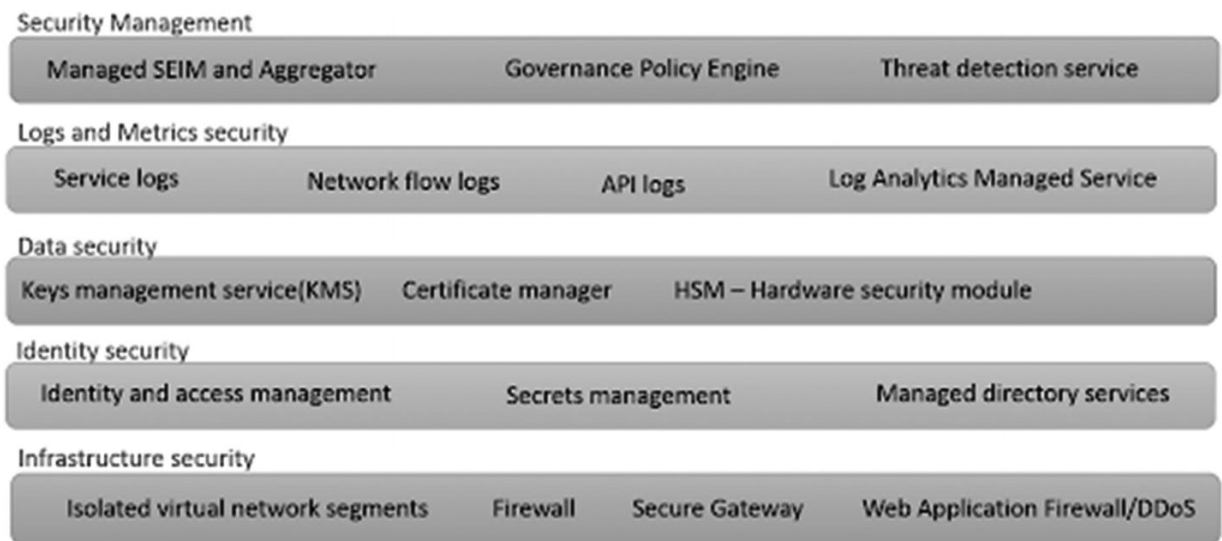 Security Management
Managed SEIM and Aggregator Governance Policy Engine Threat detection service
Logs and Metrics security
Service logs Network flow logs API logs Log Analytics Managed Service
Data security
Keys management service(KMS) Certificate manager HSM – Hardware security module
Identity security
Identity and access management Secrets management Managed directory services
Infrastructure security
Isolated virtual network segments Firewall Secure Gateway Web Application Firewall/DDoS